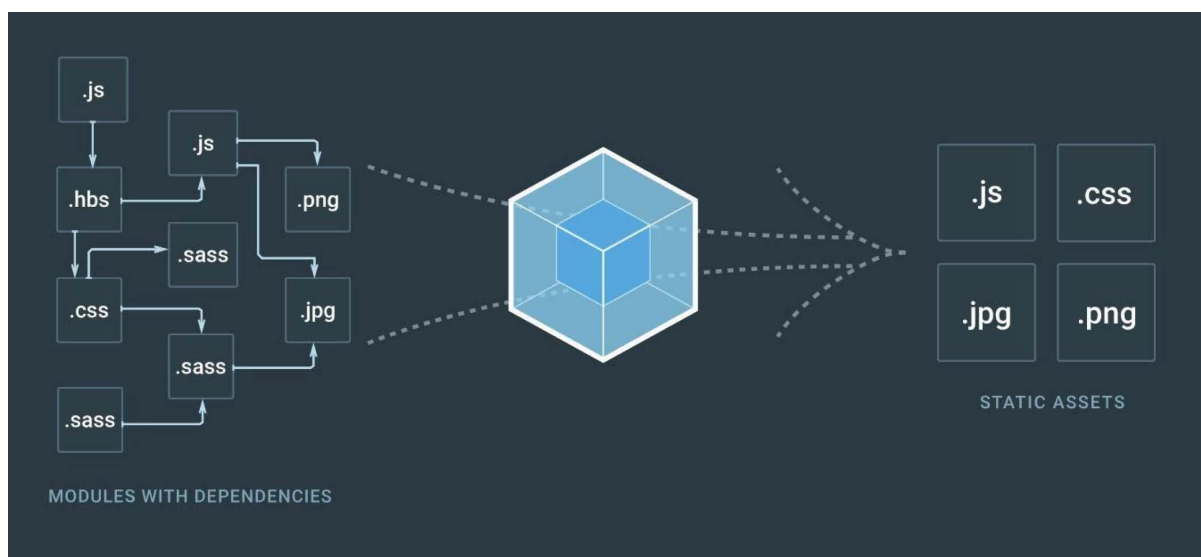 .js
.js
.hbs
.png
.sass
.css
.jpg
.sass
.sass
MODULES WITH DEPENDENCIES
.js
.css
.jpg
.png
STATIC ASSETS